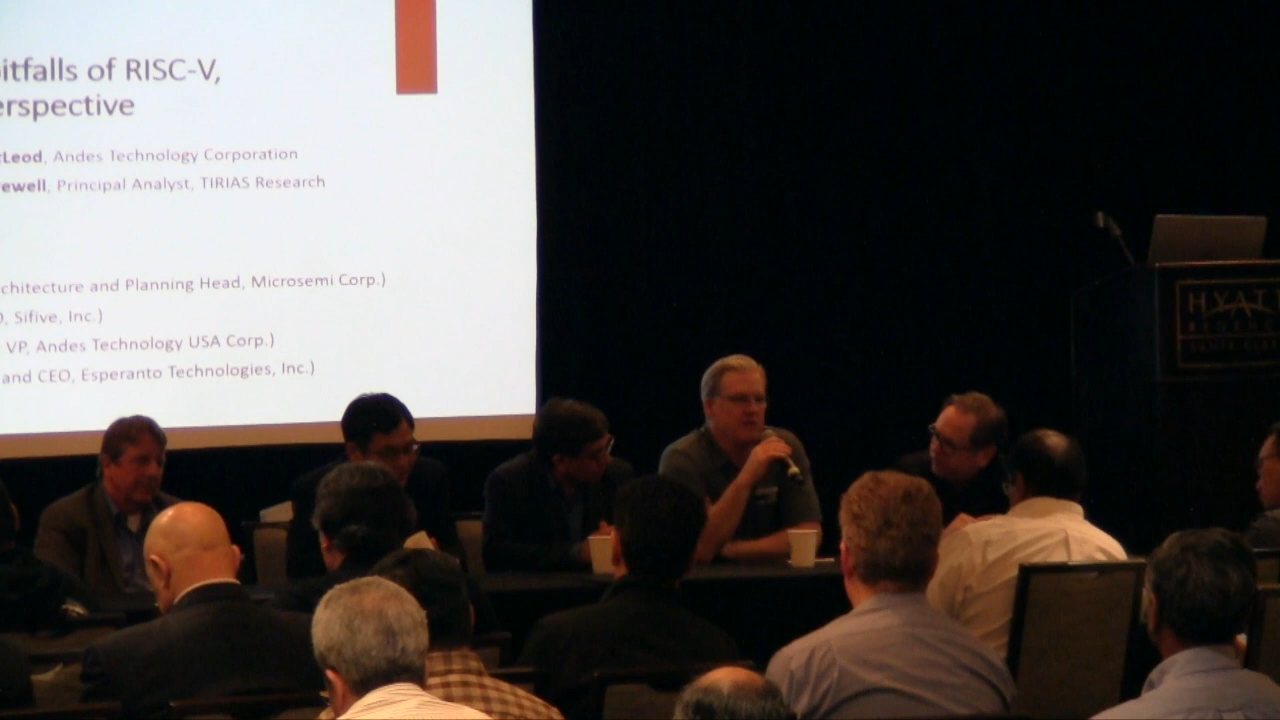 itfalls of RISC-V,
erspective
Leod, Andes Technology Corporation
ewell, Principal Analyst, TIRIAS Research
chitecture and Planning Head, Microsemi Corp.)
, Sifive, Inc.)
VP, Andes Technology USA Corp.)
and CEO, Esperanto Technologies, Inc.)
HYATT